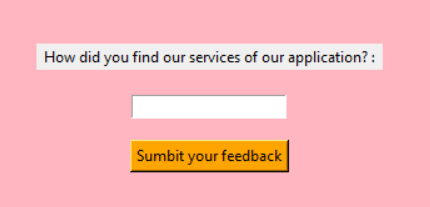 How did you find our services of our application? :
Sumbit your feedback